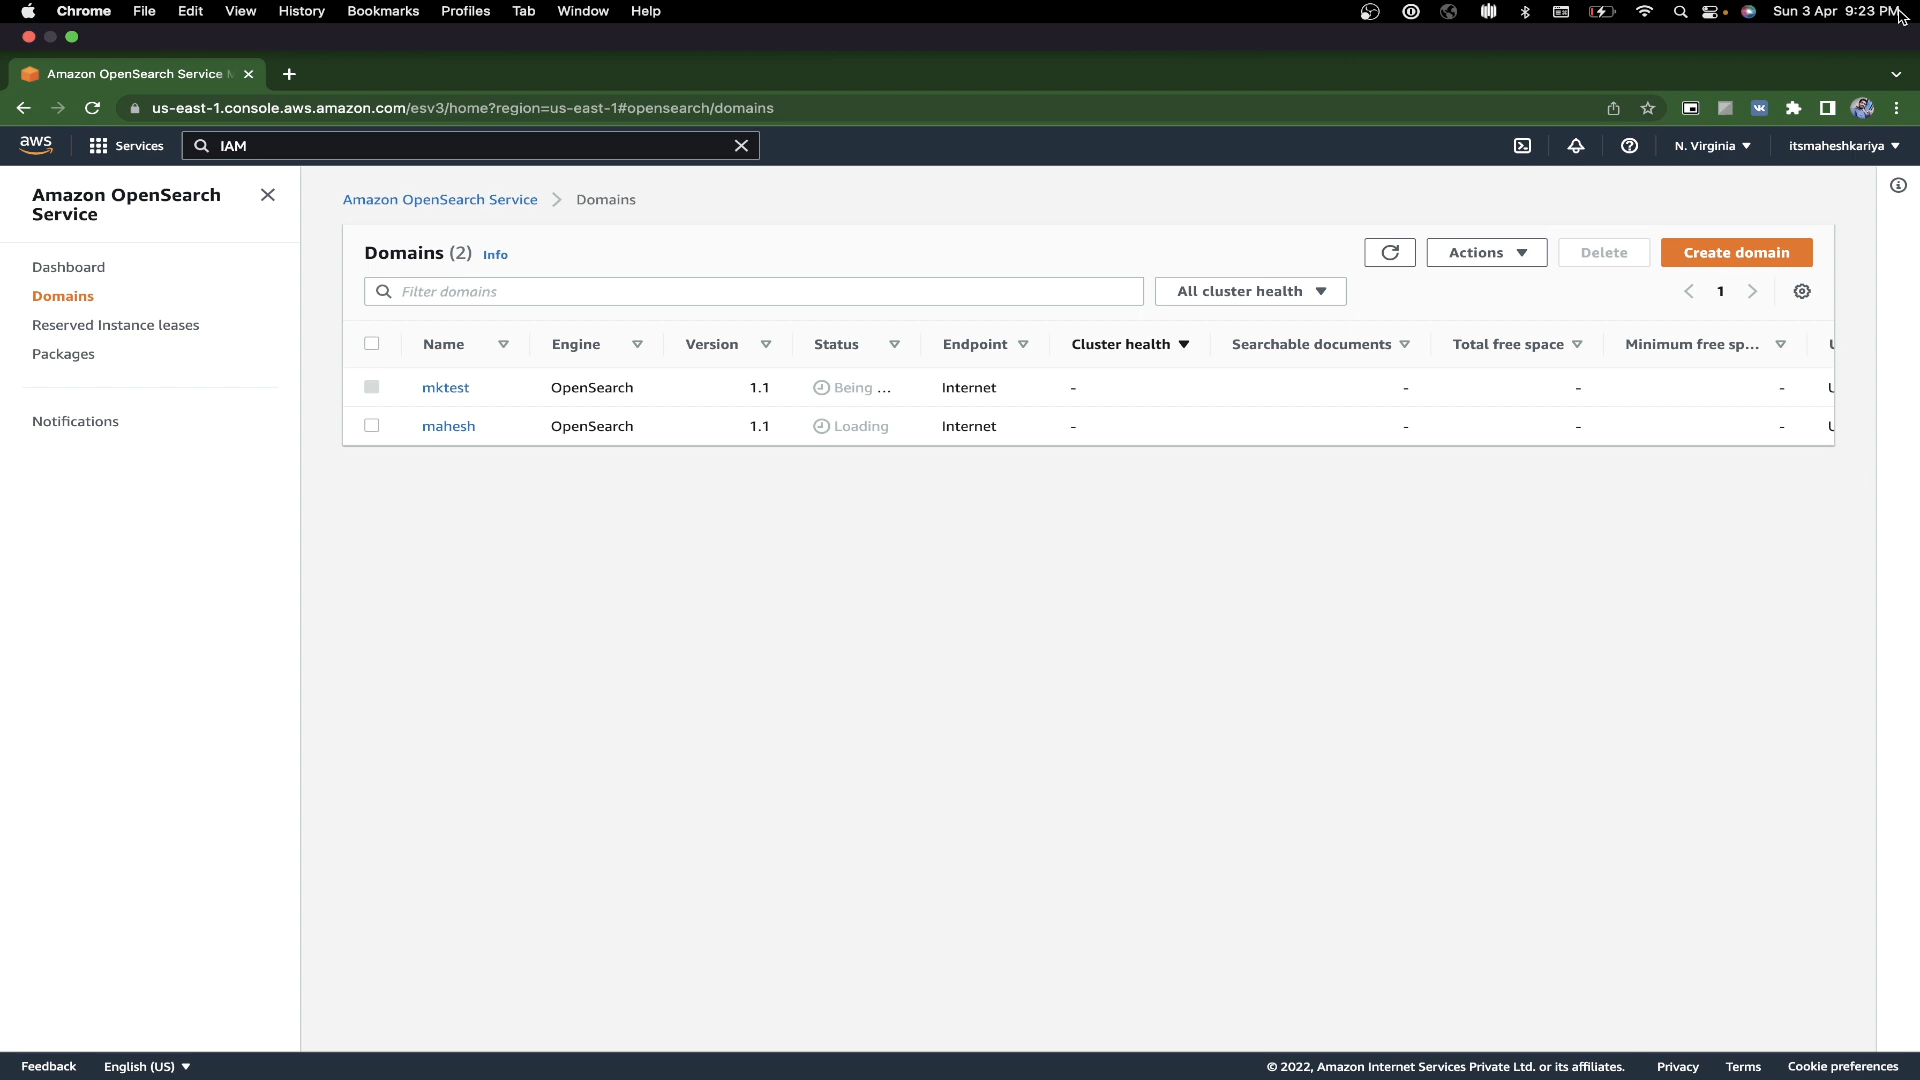 Chrome File Edit View History Bookmarks Profiles Tab Window Help Sun 3 Apr 9:23 PM
Amazon OpenSearch Service
us-east-1.console.aws.amazon.com/esv3/home?region=us-east-1#opensearch/domains
aws Services IAM N. Virginia itsmaheshkariya
Amazon OpenSearch
Service
Dashboard
Domains
Reserved Instance leases
Packages
Notifications
Amazon OpenSearch Service Domains
Domains (2) Info Actions Delete Create domain
Filter domains All cluster health 1
Name Engine Version Status Endpoint Cluster health Searchable documents Total free space Minimum free sp...
mktest OpenSearch 1.1 Being ... Internet - - - -
mahesh OpenSearch 1.1 Loading Internet - - - -
Feedback English (US) © 2022, Amazon Internet Services Private Ltd. or its affiliates. Privacy Terms Cookie preferences